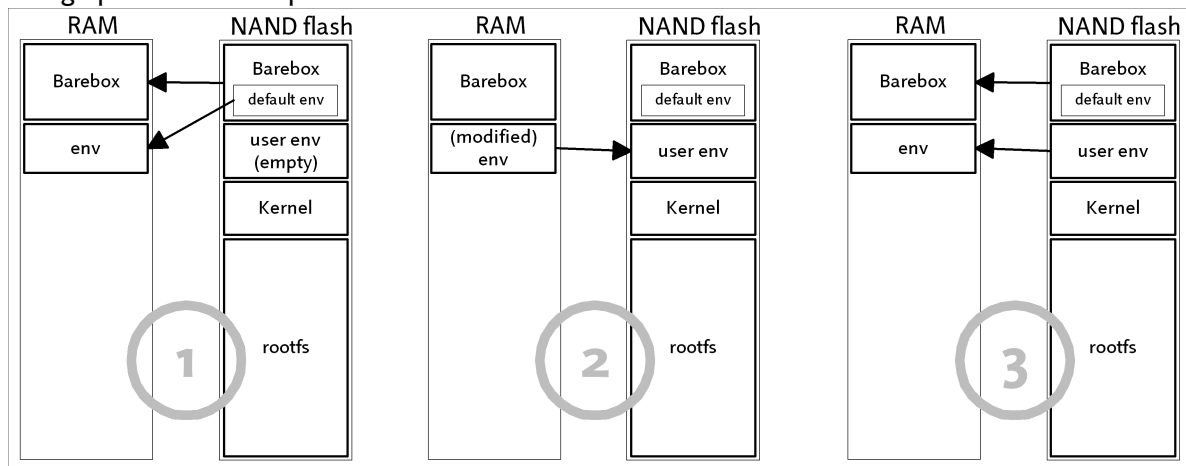 RAM
NAND flash
Barebox
Barebox
default env
env
user env
(empty)
Kernel
rootfs
1
RAM
NAND flash
Barebox
Barebox
default env
(modified)
env
user env
Kernel
rootfs
2
RAM
NAND flash
Barebox
Barebox
default env
env
user env
Kernel
rootfs
3